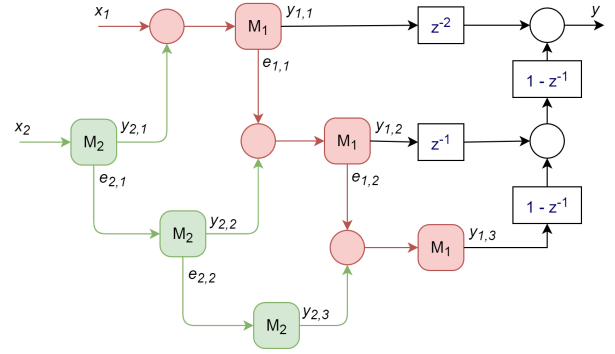 x1 M1 y1,1 z-2 y
e1,1
1 - z-1
x2 M2 y2,1 M1 y1,2 z-1
e2,1 e1,2
1 - z-1
M2 y2,2 M1 y1,3
e2,2
M2 y2,3